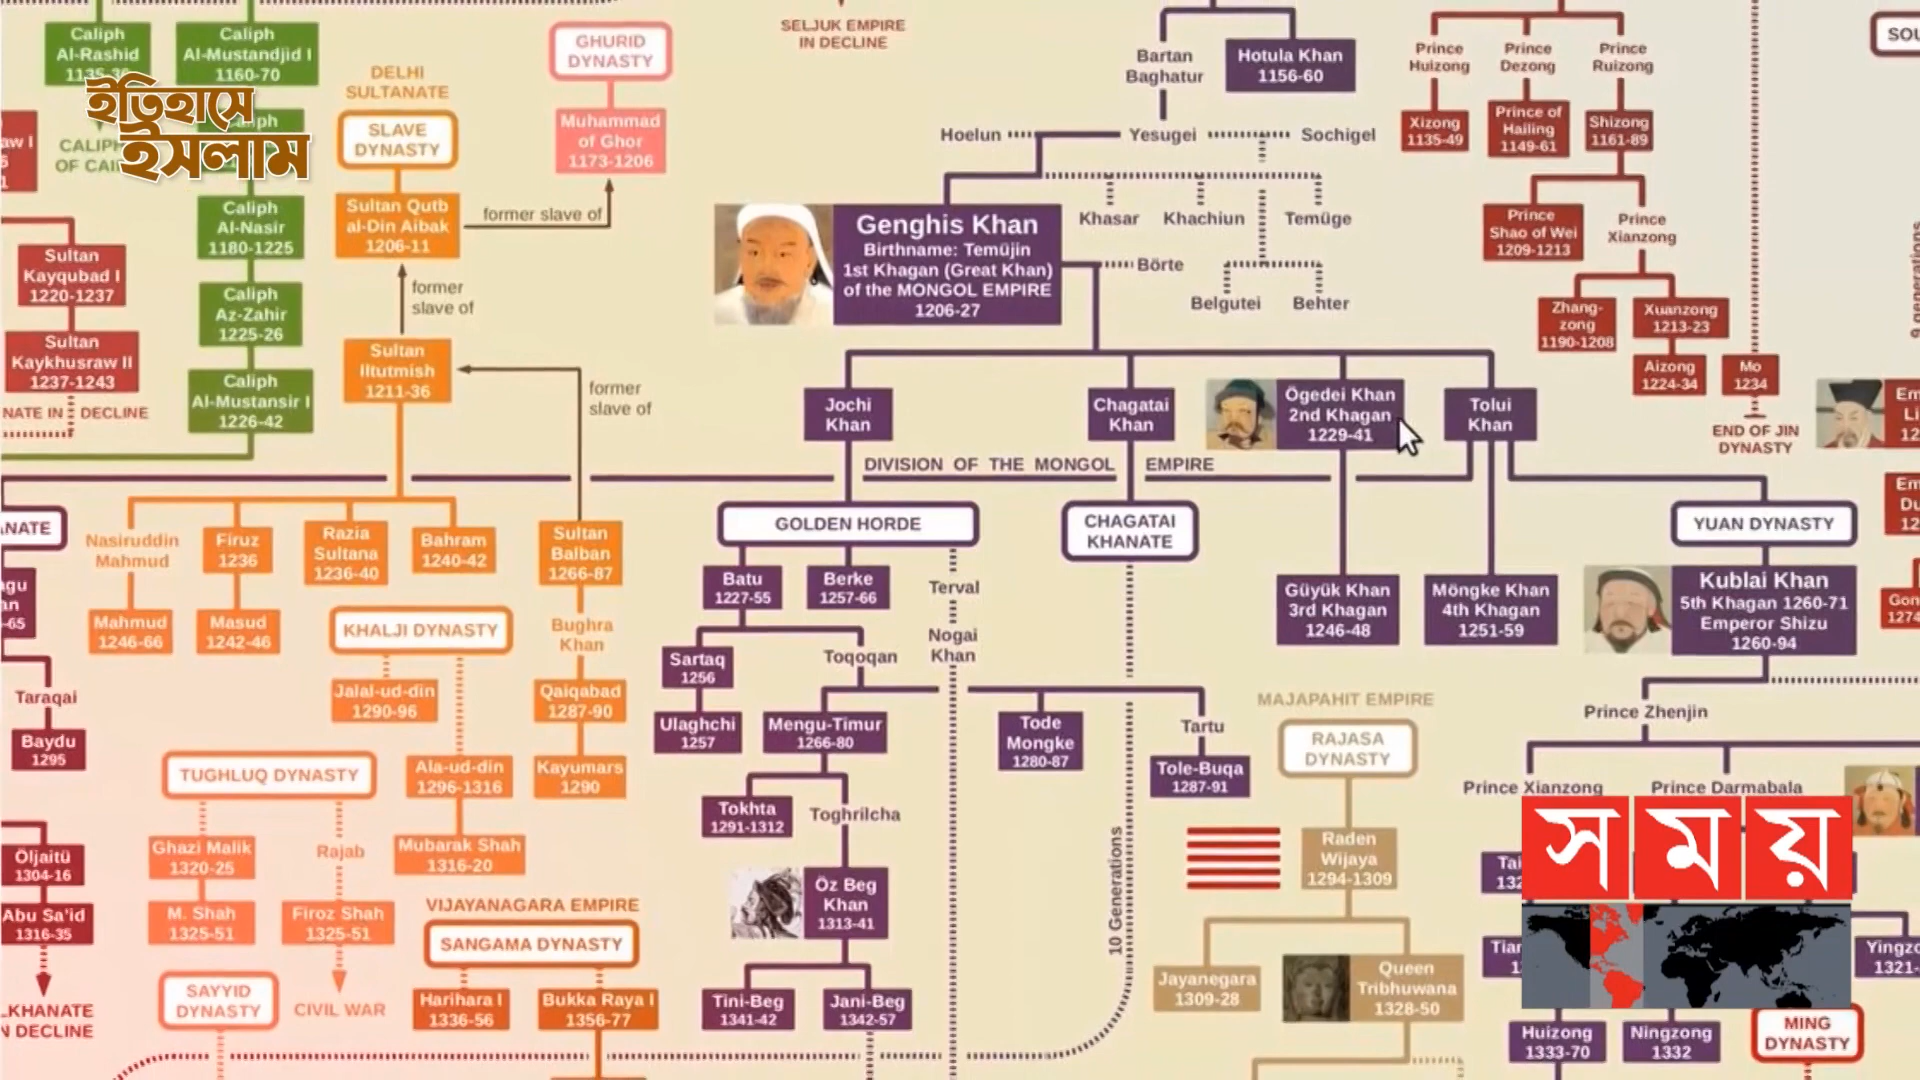 Caliph
Al-Rashid
1135-36
Caliph
Al-Mustandjid I
1160-70
GHURID
DYNASTY
SELJUK EMPIRE
IN DECLINE
Bartan
Baghatur
Hotula Khan
1156-60
Prince
Huizong
Prince
Dezong
Prince
Ruizong
DELHI
SULTANATE
ইতিহাসে
ইসলাম
SLAVE
DYNASTY
Muhammad
of Ghor
1173-1206
Hoelun
Yesugei
Sochigel
Xizong
1135-49
Prince of
Hailing
1149-61
Shizong
1161-89
Sultan Qutb
al-Din Aibak
1206-11
former slave of
Caliph
Al-Nasir
1180-1225
Khasar
Khachiun
Temüge
Genghis Khan
Birthname: Temüjin
1st Khagan (Great Khan)
of the MONGOL EMPIRE
1206-27
Börte
Belgutei
Behter
Prince
Shao of Wei
1209-1213
Prince
Xianzong
Sultan
Kayqubad I
1220-1237
Caliph
Az-Zahir
1225-26
former
slave of
Zhang-
zong
1190-1208
Xuanzong
1213-23
Sultan
Kaykhusraw II
1237-1243
Sultan
Iltutmish
1211-36
former
slave of
Aizong
1224-34
Mo
1234
END OF JIN
DYNASTY
Caliph
Al-Mustansir I
1226-42
DECLINE
Jochi
Khan
Chagatai
Khan
Ögedei Khan
2nd Khagan
1229-41
Tolui
Khan
DIVISION OF THE MONGOL EMPIRE
GOLDEN HORDE
CHAGATAI
KHANATE
YUAN DYSNASTY
Nasiruddin
Mahmud
Firuz
1236
Razia
Sultana
1236-40
Bahram
1240-42
Sultan
Balban
1266-87
Batu
1227-55
Berke
1257-66
Terval
Güyük Khan
3rd Khagan
1246-48
Möngke Khan
4th Khagan
1251-59
Kublai Khan
5th Khagan 1260-71
Emperor Shizu
1260-94
Mahmud
1246-66
Masud
1242-46
KHALJI DYNASTY
Bughra
Khan
Sartaq
1256
Toqoqan
Nogai
Khan
Taraqai
Jalal-ud-din
1290-96
Qaiqabad
1287-90
Ulaghchi
1257
Mengu-Timur
1266-80
Tode
Mongke
1280-87
Tartu
MAJAPAHIT EMPIRE
RAJASA
DYNASTY
Prince Zhenjin
Baydu
1295
TUGHLUQ DYNASTY
Ala-ud-din
1296-1316
Kayumars
1290
Tole-Buqa
1287-91
Prince Xianzong
Prince Darmabala
Tokhta
1291-1312
Toghrilcha
Öljaitü
1304-16
Ghazi Malik
1320-25
Rajab
Mubarak Shah
1316-20
10 Generations
Raden
Wijaya
1294-1309
সময়
Abu Sa'id
1316-35
M. Shah
1325-51
Firoz Shah
1325-51
VIJAYANAGARA EMPIRE
SANGAMA DYNASTY
Öz Beg
Khan
1313-41
Jayanegara
1309-28
Queen
Tribhuwana
1328-50
SAYYID
DYNASTY
CIVIL WAR
Harihara I
1336-56
Bukka Raya I
1356-77
Tini-Beg
1341-42
Jani-Beg
1342-57
Huizong
1333-70
Ningzong
1332
MING
DYNASTY